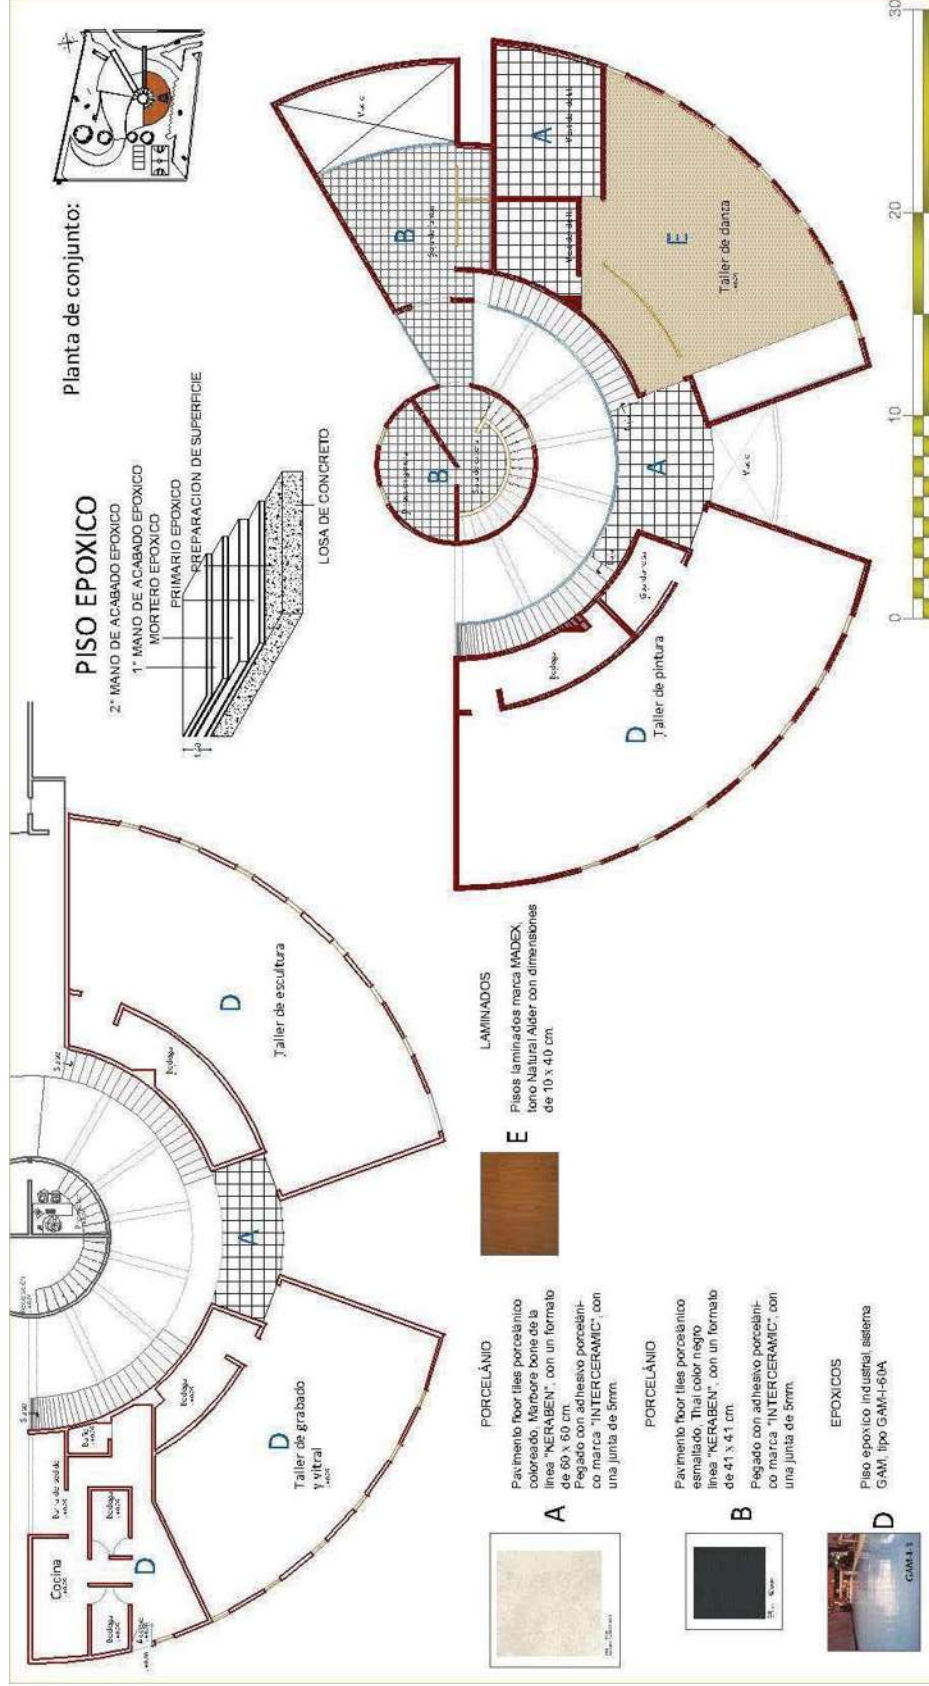 Planta de conjunto:
PISO EPOXICO
2° MANO DE ACABADO EPOXICO
1° MANO DE ACABADO EPOXICO
MORTERO EPOXICO
PRIMARIO EPOXICO
PREPARACION DE SUPERFICIE
LOSA DE CONCRETO
Cocina
Bodega
Bodega
D
Bodega
D
Taller de grabado
y vitral
A
Bodega
D
Taller de escultura
Bodega
D
Taller de pintura
A
B
B
A
E
Taller de danza
A
PORCELÁNIO
Pavimento floor tiles porcelánico
coloreado, Marbore bone de la
linea "KERABEN", con un formato
de 60 x 60 cm.
Pegado con adhesivo porceláni-
co marca "INTERCERAMIC", con
una junta de 5mm.
B
PORCELÁNIO
Pavimento floor tiles porcelánico
esmaltado, Thai color negro
linea "KERABEN", con un formato
de 41 x 41 cm.
Pegado con adhesivo porceláni-
co marca "INTERCERAMIC", con
una junta de 5mm.
D
EPOXICOS
Piso epoxico industrial, sistema
GAM, tipo GAM-I-60A
E
LAMINADOS
Pisos laminados marca MADEX,
tono Natural Alder con dimensiones
de 10 x 40 cm.
0
10
20
30